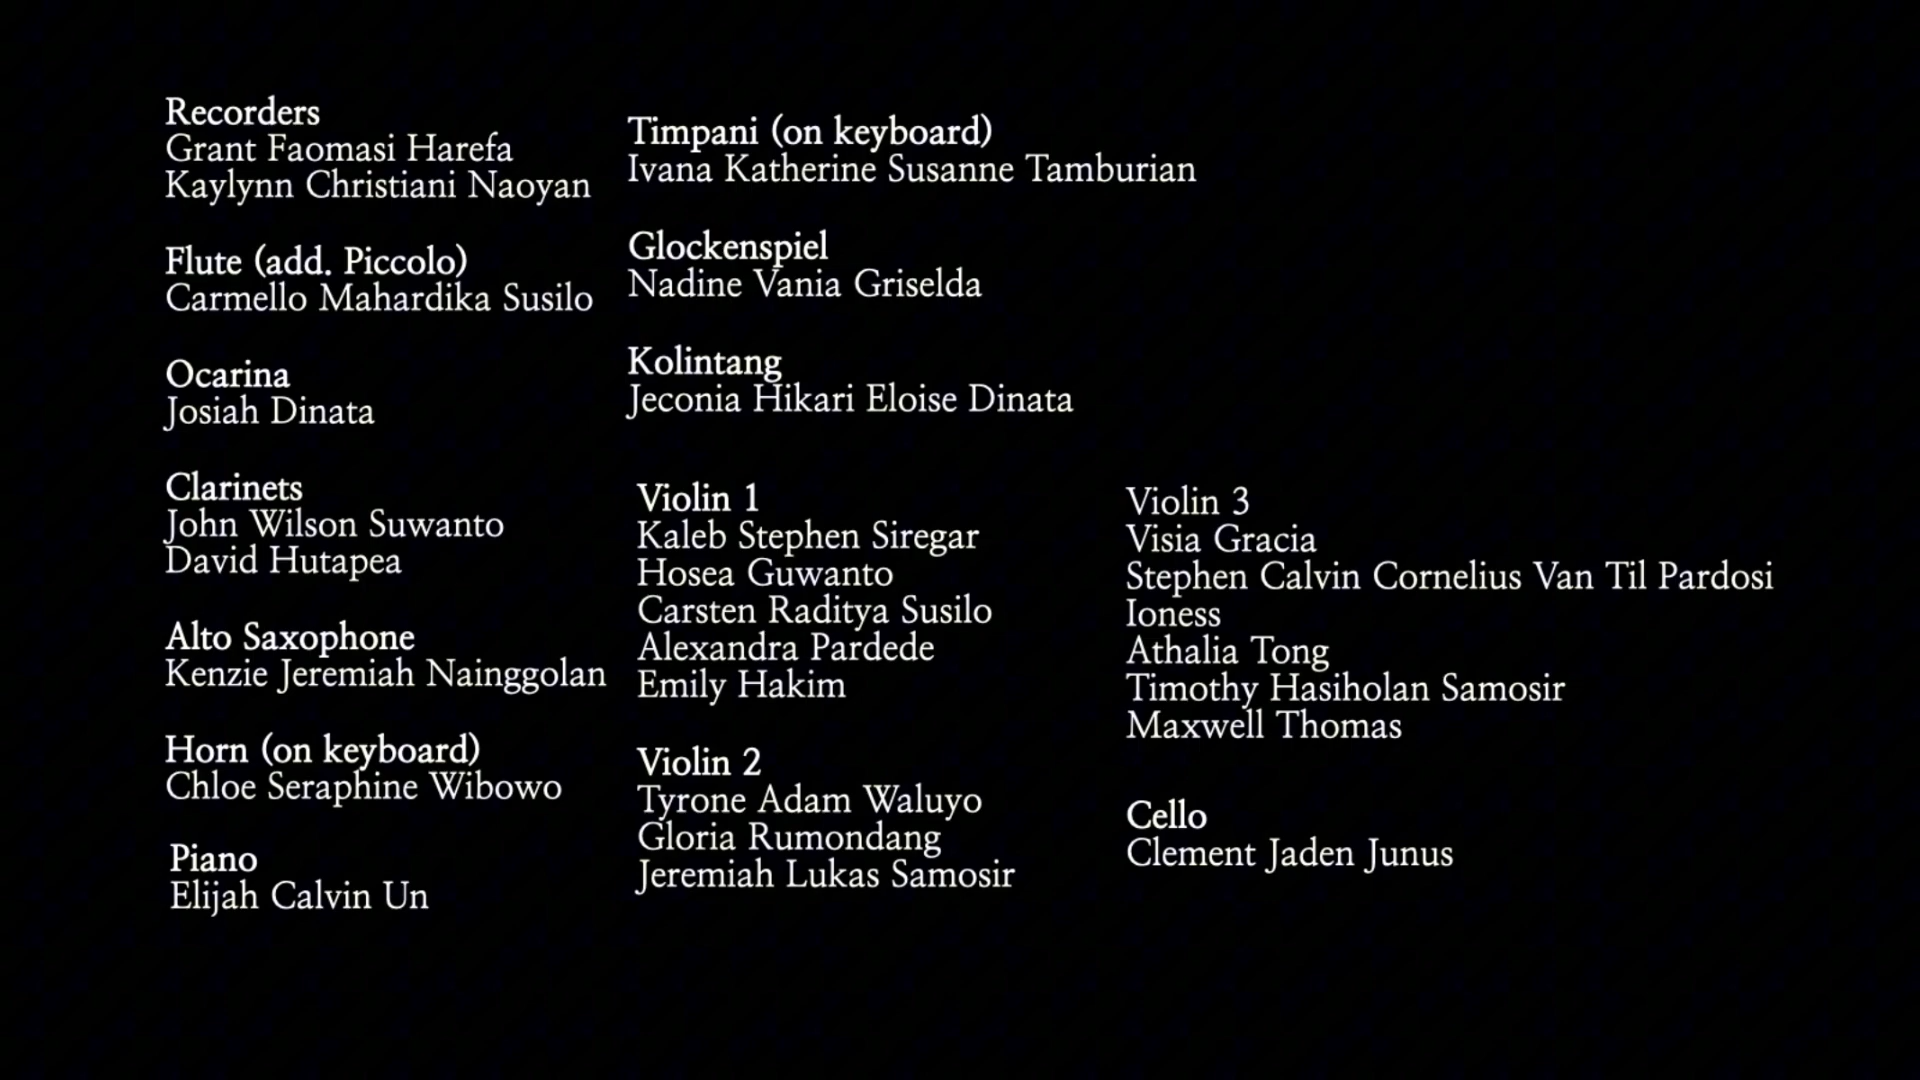 Recorders
Grant Faomasi Harefa
Kaylynn Christiani Naoyan
Flute (add. Piccolo)
Carmello Mahardika Susilo
Ocarina
Josiah Dinata
Clarinets
John Wilson Suwanto
David Hutapea
Alto Saxophone
Kenzie Jeremiah Nainggolan
Horn (on keyboard)
Chloe Seraphine Wibowo
Piano
Elijah Calvin Un
Timpani (on keyboard)
Ivana Katherine Susanne Tamburian
Glockenspiel
Nadine Vania Griselda
Kolintang
Jeconia Hikari Eloise Dinata
Violin 1
Kaleb Stephen Siregar
Hosea Guwanto
Carsten Raditya Susilo
Alexandra Pardede
Emily Hakim
Violin 2
Tyrone Adam Waluyo
Gloria Rumondang
Jeremiah Lukas Samosir
Violin 3
Visia Gracia
Stephen Calvin Cornelius Van Til Pardosi
Ioness
Athalia Tong
Timothy Hasiholan Samosir
Maxwell Thomas
Cello
Clement Jaden Junus